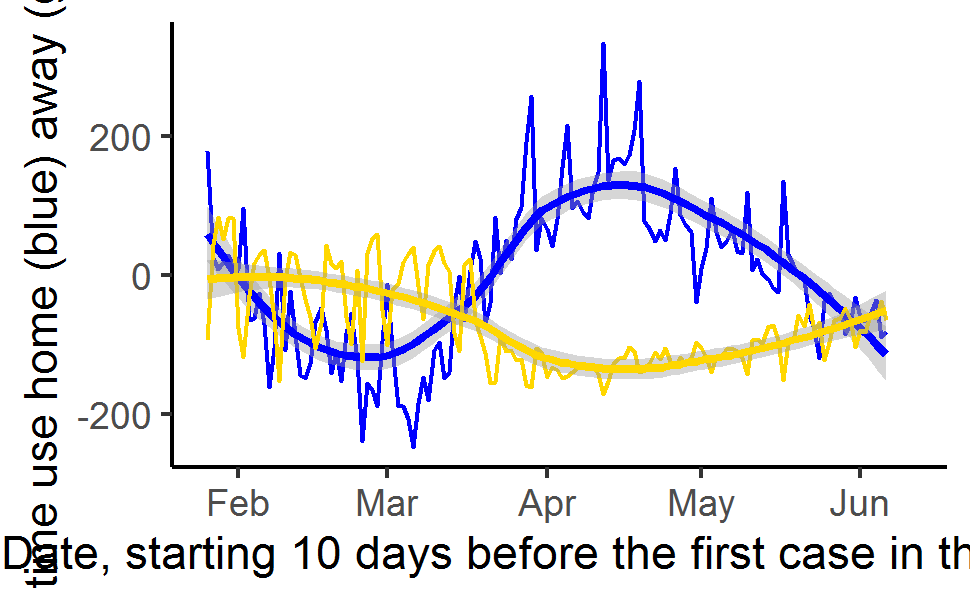 time use home (blue) away (
200
0
-200
Feb Mar Apr May Jun
Date, starting 10 days before the first case in th